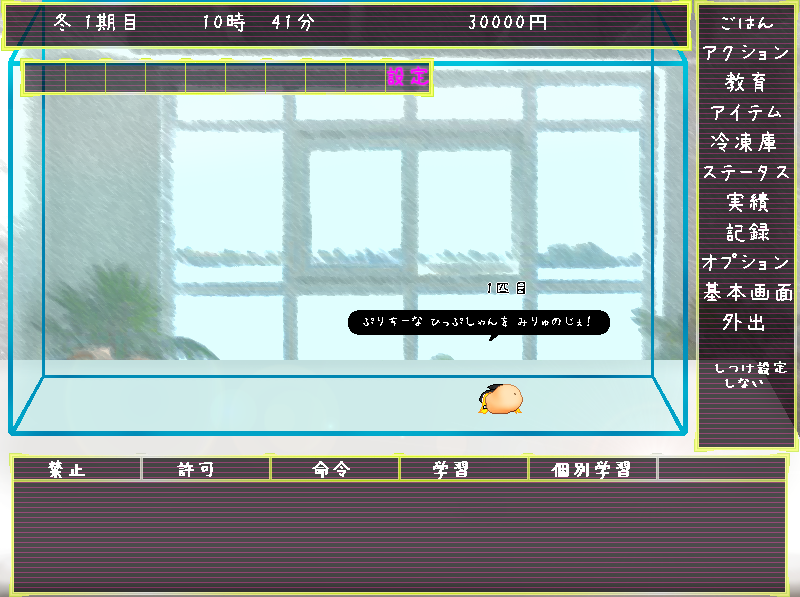 冬 1期目 10時 41分 30000円
設定
ごはん
アクション
教育
アイテム
冷凍庫
ステータス
実績
記録
オプション
基本画面
外出
しつけ設定
しない
1匹目
ぷりちーな ひっぷしゃんを みりゅのじぇ!
禁止 許可 命令 学習 個別学習